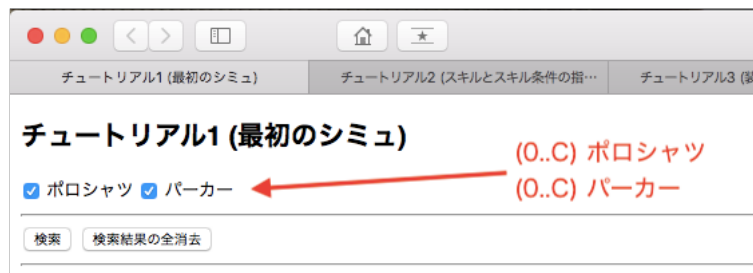 チュートリアル1 (最初のシミュ)
チュートリアル2 (スキルとスキル条件の指…
チュートリアル3 (装
チュートリアル1 (最初のシミュ)
(0..C) ポロシャツ
ポロシャツ パーカー
(0..C) パーカー
検索 検索結果の全消去